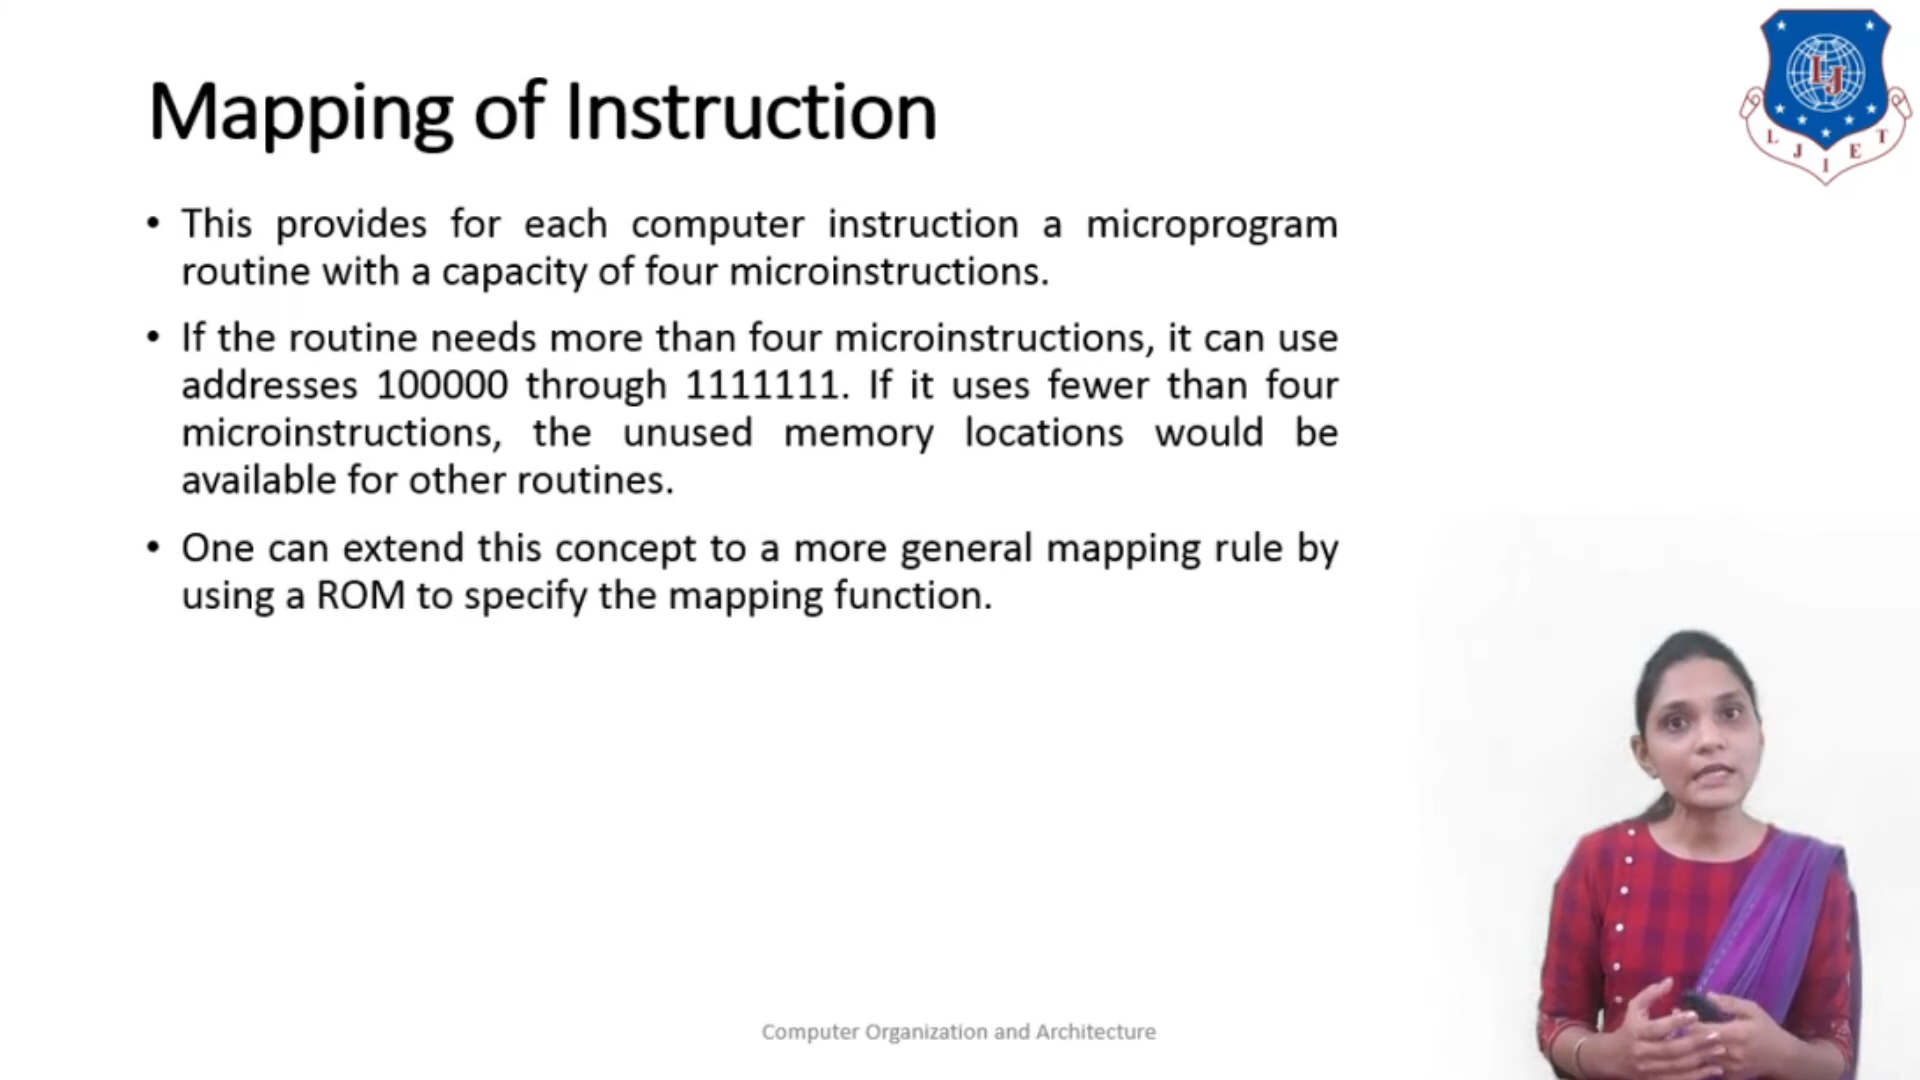 Mapping of Instruction
• This provides for each computer instruction a microprogram
routine with a capacity of four microinstructions.
• If the routine needs more than four microinstructions, it can use
addresses 100000 through 1111111. If it uses fewer than four
microinstructions, the unused memory locations would be
available for other routines.
• One can extend this concept to a more general mapping rule by
using a ROM to specify the mapping function.
LJ
L J I E T
Computer Organization and Architecture